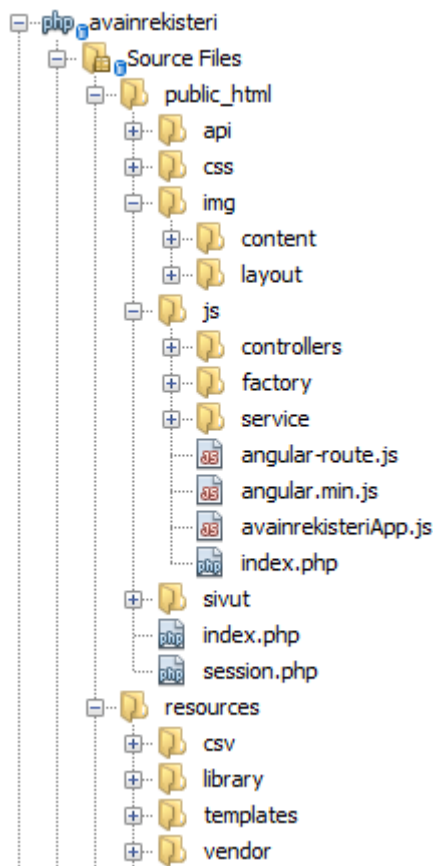 avainrekisteri
Source Files
public_html
api
css
img
content
layout
js
controllers
factory
service
angular-route.js
angular.min.js
avainrekisteriApp.js
index.php
sivut
index.php
session.php
resources
csv
library
templates
vendor